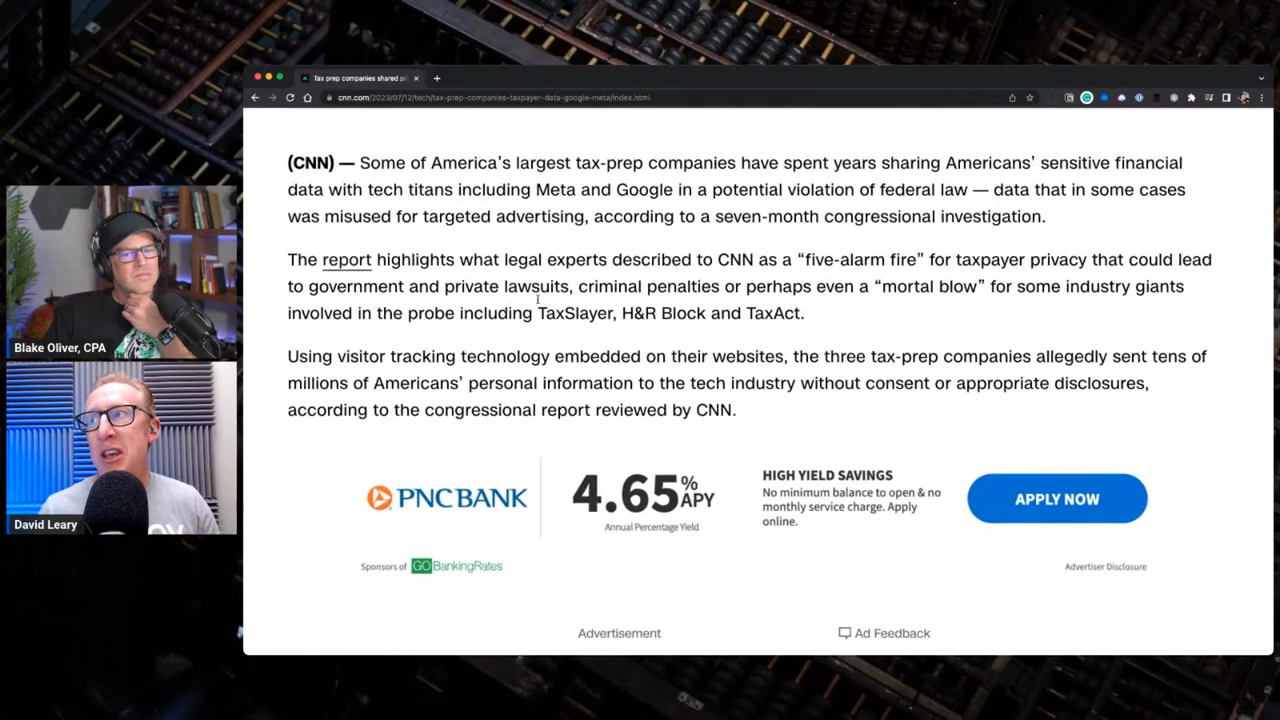 Tax prep companies shared pr
cnn.com/2023/07/12/tech/tax-prep-companies-taxpayer-data-google-meta/index.html
(CNN) — Some of America's largest tax-prep companies have spent years sharing Americans' sensitive financial
data with tech titans including Meta and Google in a potential violation of federal law — data that in some cases
was misused for targeted advertising, according to a seven-month congressional investigation.
The report highlights what legal experts described to CNN as a “five-alarm fire” for taxpayer privacy that could lead
to government and private lawsuits, criminal penalties or perhaps even a “mortal blow” for some industry giants
involved in the probe including TaxSlayer, H&R Block and TaxAct.
Using visitor tracking technology embedded on their websites, the three tax-prep companies allegedly sent tens of
millions of Americans' personal information to the tech industry without consent or appropriate disclosures,
according to the congressional report reviewed by CNN.
PNC BANK
4.65% APY
Annual Percentage Yield
HIGH YIELD SAVINGS
No minimum balance to open & no
monthly service charge. Apply
online.
APPLY NOW
Sponsors of GOBankingRates
Advertiser Disclosure
Advertisement
Ad Feedback
Blake Oliver, CPA
David Leary